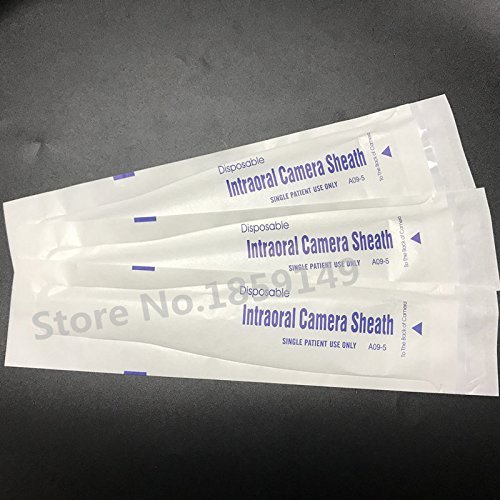 Disposable
Intraoral Camera Sheath
SINGLE PATIENT USE ONLY A09-5
To The Back of Camera
Disposable
Intraoral Camera Sheath
SINGLE PATIENT USE ONLY A09-5
To The Back of Camera
Disposable
Intraoral Camera Sheath
SINGLE PATIENT USE ONLY A09-5
To The Back of Camera
Store No.1859149